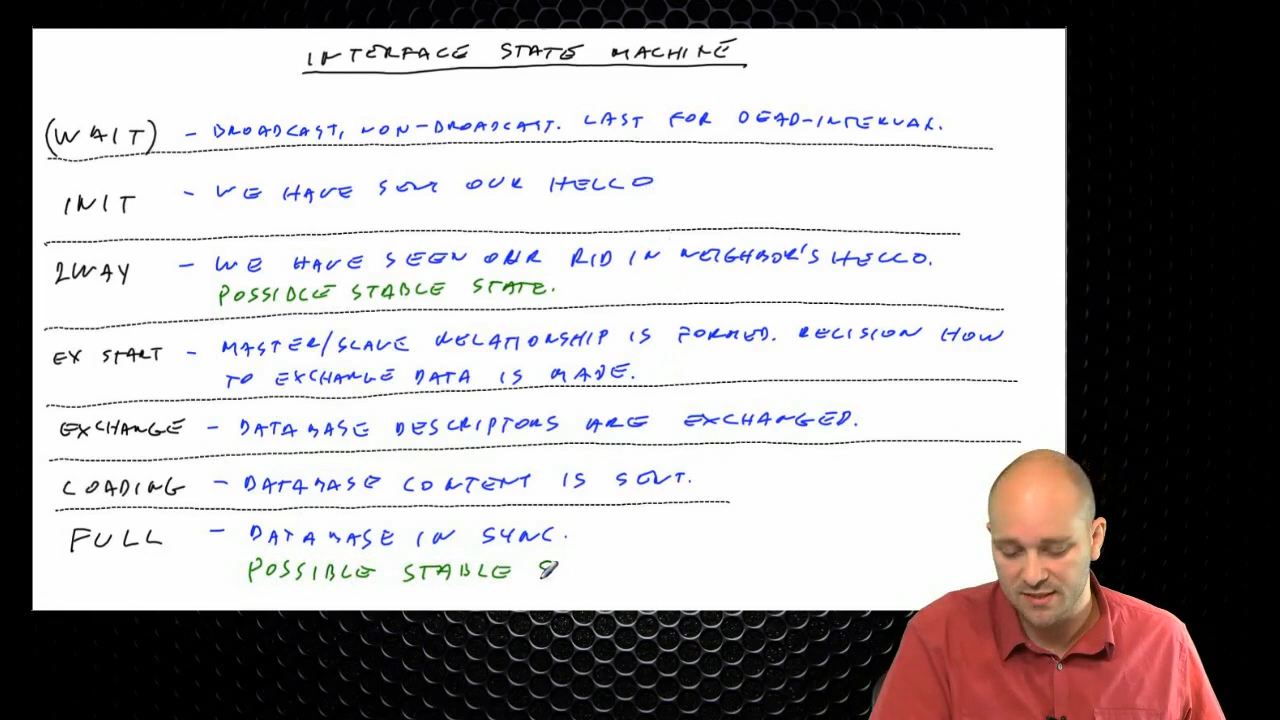 INTERFACE STATE MACHINE
(WAIT) - BROADCAST, NON-BROADCAST. LAST FOR DEAD-INTERVAL.
INIT - WE HAVE SENT OUR HELLO
2WAY - WE HAVE SEEN OUR RID IN NEIGHBOR'S HELLO.
POSSIBLE STABLE STATE.
EX START - MASTER/SLAVE RELATIONSHIP IS FORMED. DECISION HOW
TO EXCHANGE DATA IS MADE.
EXCHANGE - DATABASE DESCRIPTORS ARE EXCHANGED.
LOADING - DATABASE CONTENT IS SENT.
FULL - DATABASE IN SYNC.
POSSIBLE STABLE S